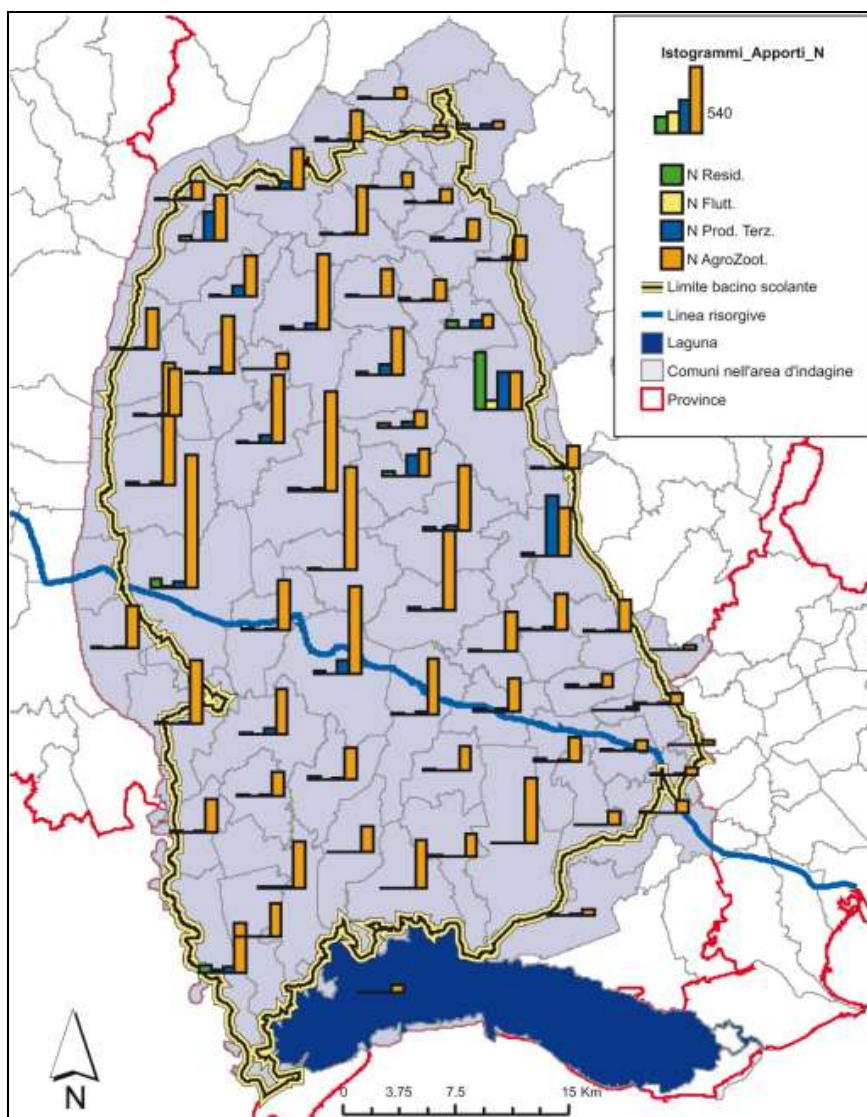 Istogrammi_Apporti_N
540
N Resid.
N Flutt.
N Prod. Terz.
N AgroZoot.
Limite bacino scolante
Linea risorgive
Laguna
Comuni nell'area d'indagine
Province
N
0 3.75 7.5 15 Km